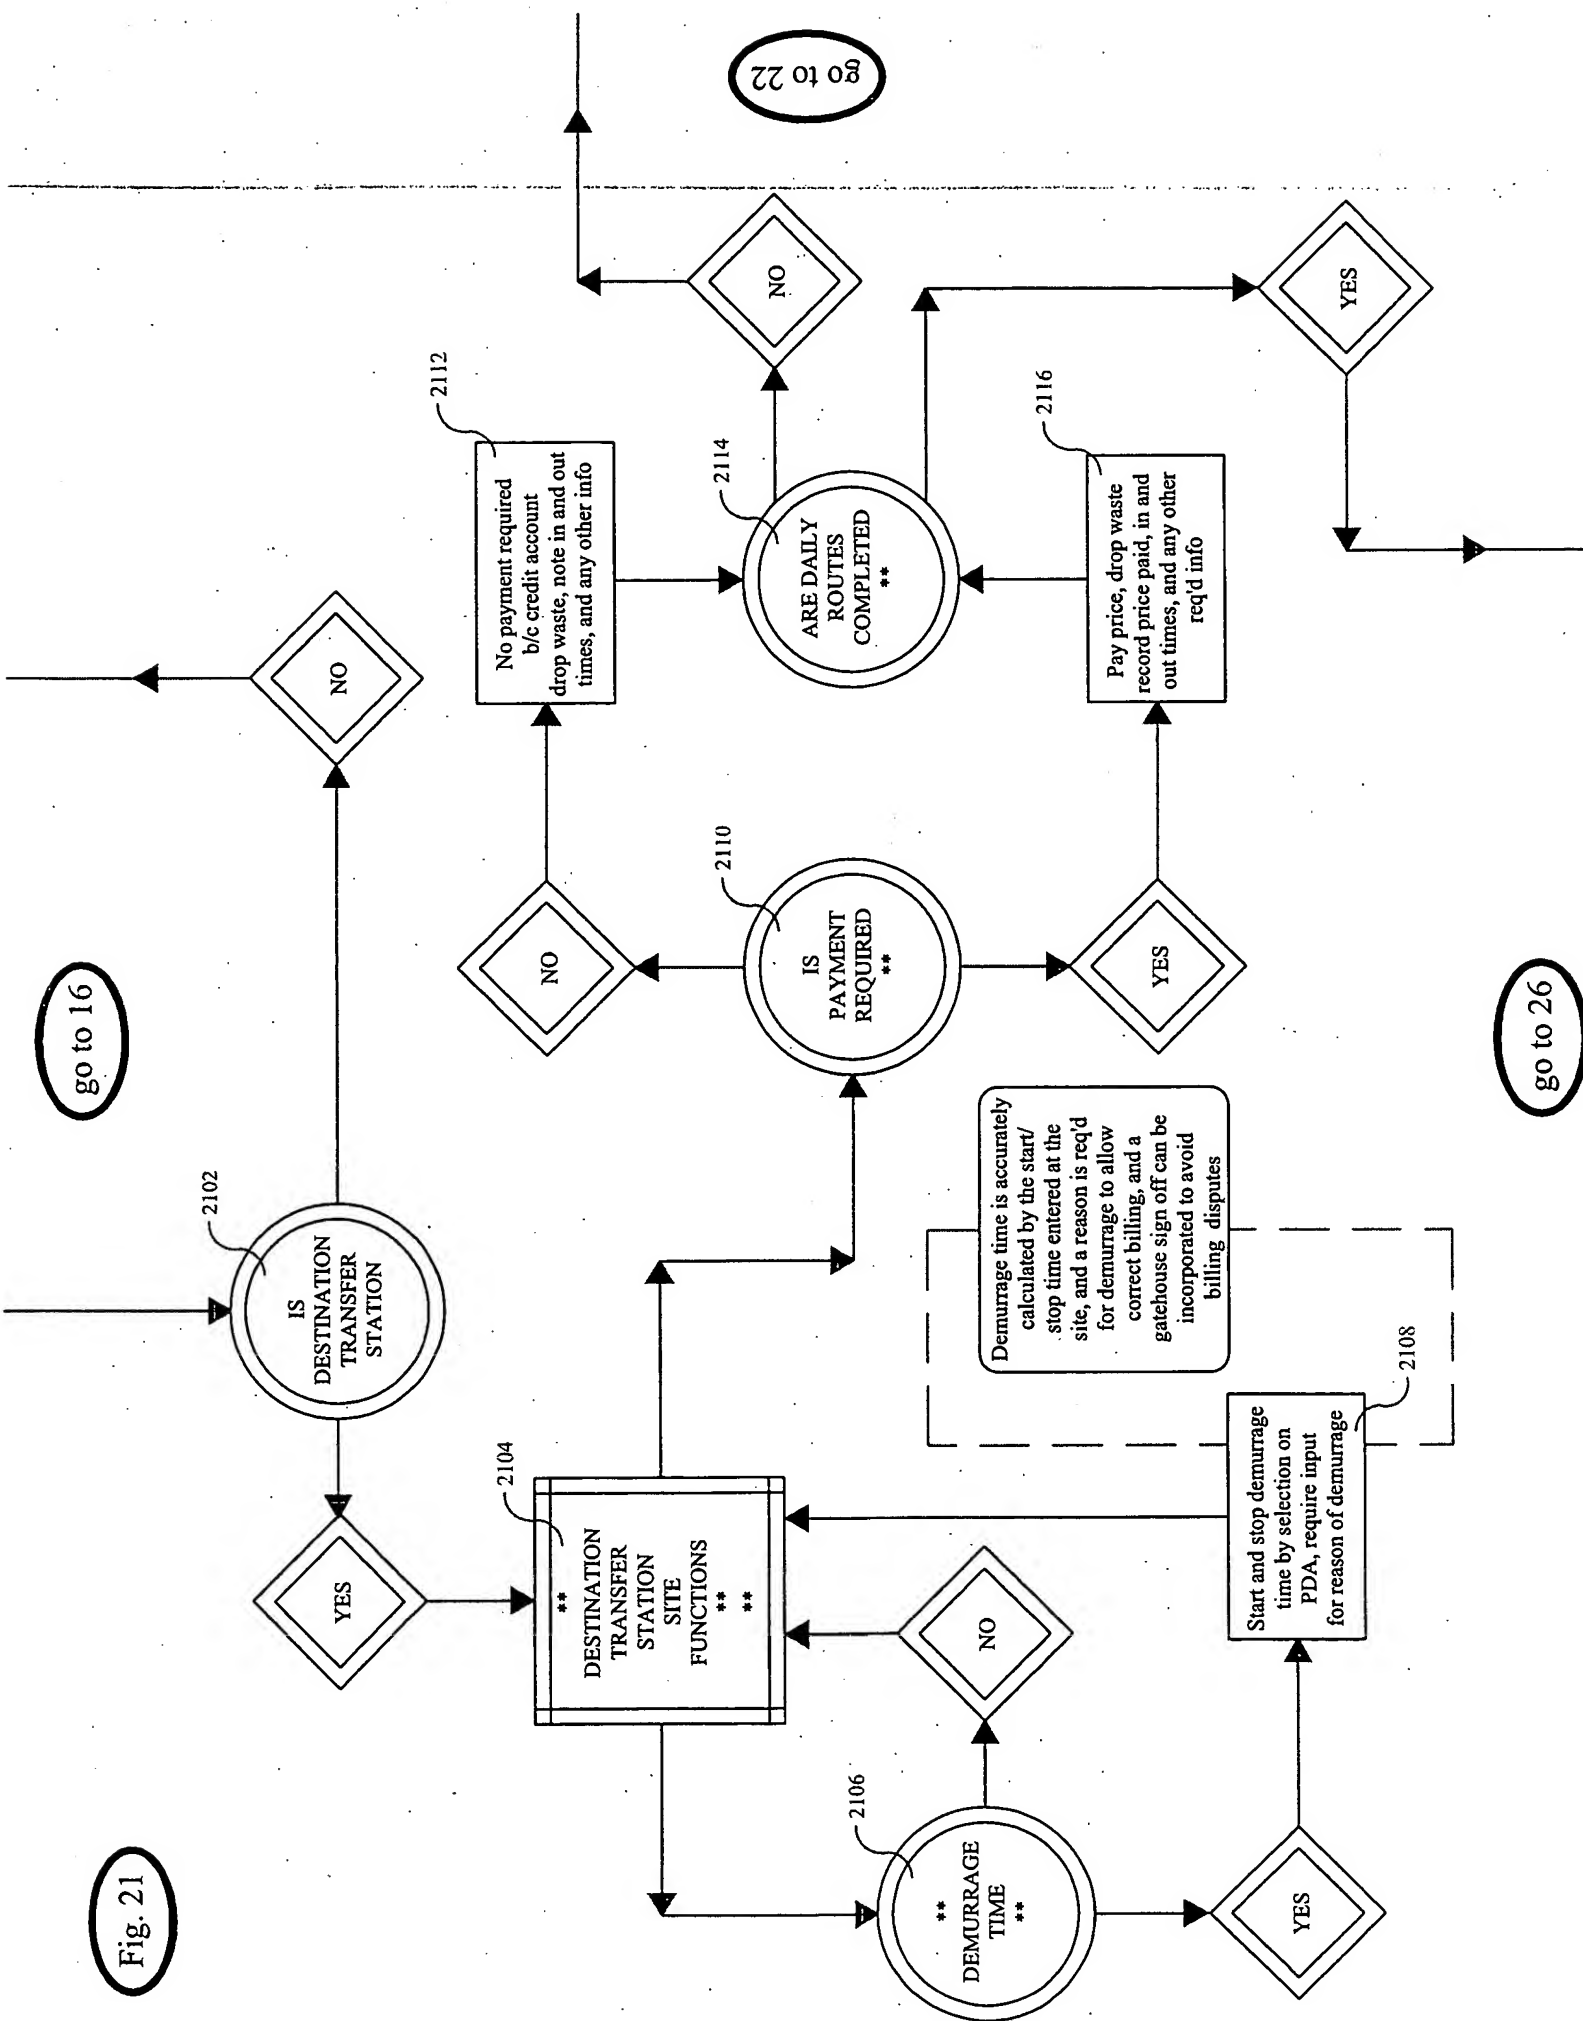 Fig. 21
go to 16
2102
IS
DESTINATION
TRANSFER
STATION
YES
NO
2104
**
DESTINATION
TRANSFER
STATION
SITE
FUNCTIONS
**
**
2106
**
DEMURRAGE
TIME
**
NO
YES
Start and stop demurrage
time by selection on
PDA, require input
for reason of demurrage
2108
Demurrage time is accurately
calculated by the start/
stop time entered at the
site, and a reason is req'd
for demurrage to allow
correct billing, and a
gatehouse sign off can be
incorporated to avoid
billing disputes
2110
IS
PAYMENT
REQUIRED
**
NO
YES
No payment required
b/c credit account
drop waste, note in and out
times, and any other info
2112
2114
ARE DAILY
ROUTES
COMPLETED
**
Pay price, drop waste
record price paid, in and
out times, and any other
req'd info
2116
NO
YES
go to 22
go to 26